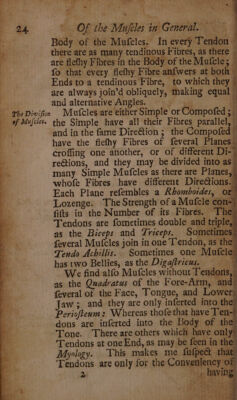 24 Of the Muſcles in General.
Body of the Muſcles. In every Tendon
there are as many tendinous Fibres, as there
are fleſhy Fibres in the Body of the Muſcle;
ſo that every fleſhy Fibre anſwers at both
Ends to a tendinous Fibre, to which they
are always join'd obliquely, making equal
and alternative Angles.
The Diviſion of Muſcles
Muſcles are either Simple or Compoſed;
the Simple have all their Fibres parallel,
and in the ſame Direction; the Compoſed
have the fleſhy Fibres of ſeveral Planes
croſſing one another, or of different Di-
rections, and they may be divided into as
many Simple Muſcles as there are Planes,
whoſe Fibres have different Directions.
Each Plane reſembles a Rhomboides, or
Lozenge. The Strength of a Muſcle con-
ſiſts in the Number of its Fibres. The
Tendons are ſometimes double and triple,
as the Biceps and Triceps. Sometimes
ſeveral Muſcles join in one Tendon, as the
Tendo Achillis. Sometimes one Muſcle
has two Bellies, as the Digaſtricus.
We find alſo Muſcles without Tendons,
as the Quadratus of the Fore-Arm, and
ſeveral of the Face, Tongue, and Lower
Jaw; and they are only inſerted into the
Perioſteum: Whereas thoſe that have Ten-
dons are inſerted into the Body of the
Bone. There are others which have only
Tendons at one End, as may be ſeen in the
Myology. This makes me ſuſpect that
Tendons are only for the Conveniency of
2 having